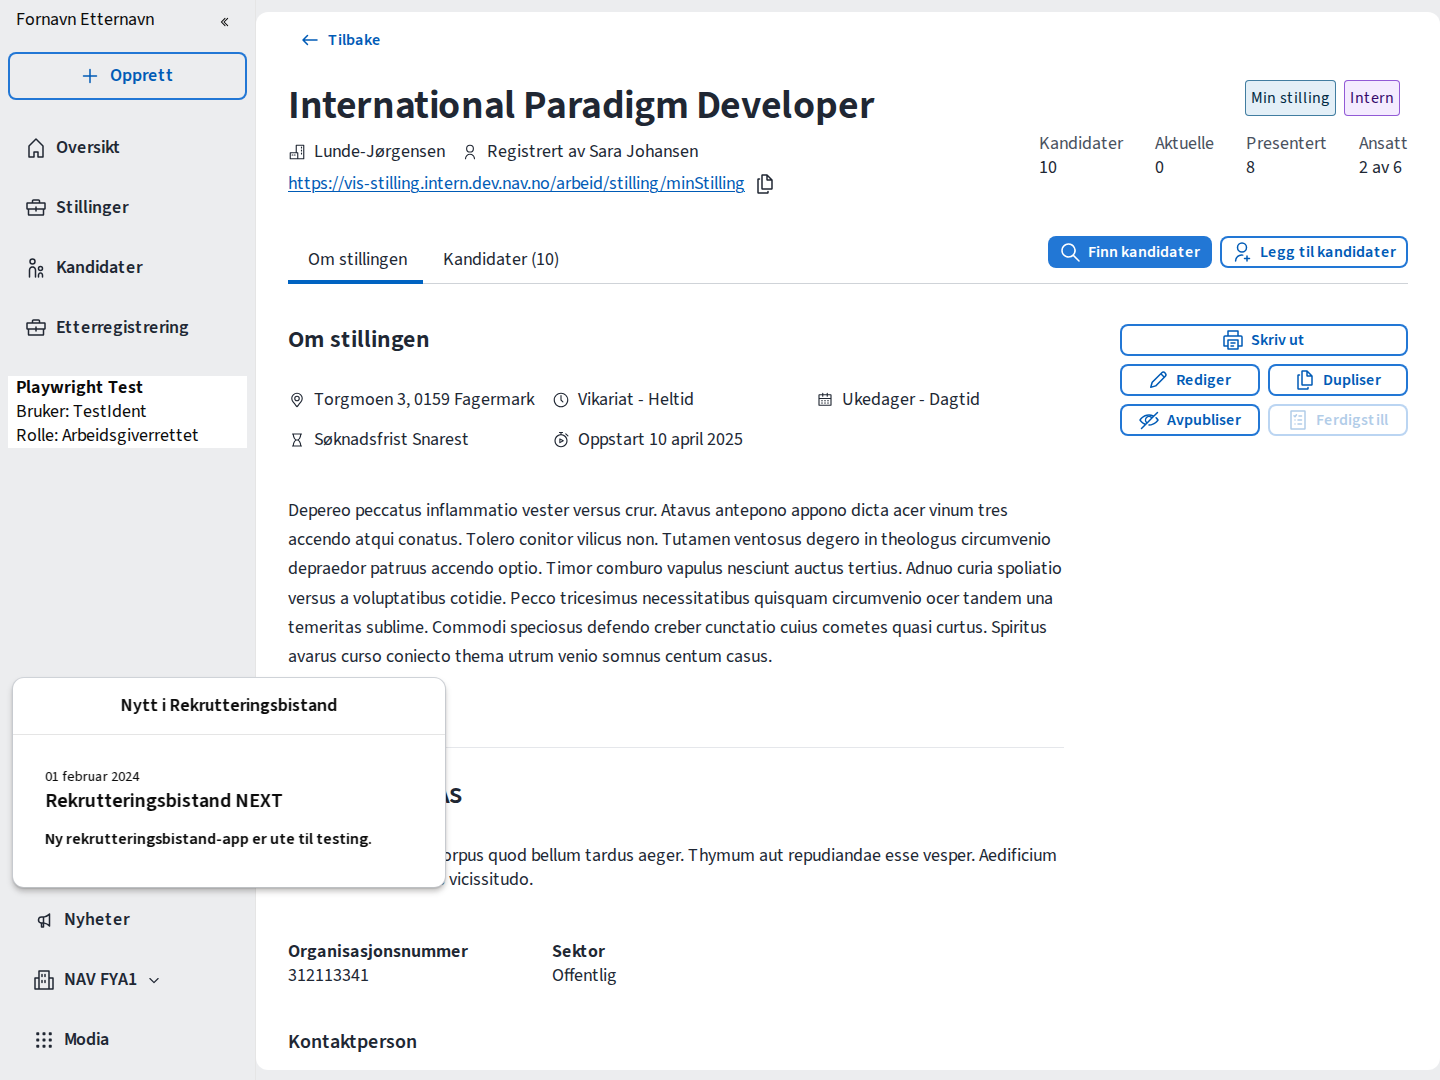 Fornavn Etternavn
Opprett
Oversikt
Stillinger
Kandidater
Etterregistrering
Playwright Test
Bruker: TestIdent
Rolle: Arbeidsgiverrettet
Nytt i Rekrutteringsbistand
01 februar 2024
Rekrutteringsbistand NEXT
Ny rekrutteringsbistand-app er ute til testing.
Nyheter
NAV FYA1
Modia
Tilbake
International Paradigm Developer
Min stilling
Intern
Lunde-Jørgensen
Registrert av Sara Johansen
https://vis-stilling.intern.dev.nav.no/arbeid/stilling/minStilling
Kandidater
10
Aktuelle
0
Presentert
8
Ansatt
2 av 6
Om stillingen
Kandidater (10)
Finn kandidater
Legg til kandidater
Om stillingen
Skriv ut
Rediger
Dupliser
Avpubliser
Ferdigstill
Torgmoen 3, 0159 Fagermark
Vikariat - Heltid
Ukedager - Dagtid
Søknadsfrist Snarest
Oppstart 10 april 2025
Depereo peccatus inflammatio vester versus crur. Atavus antepono appono dicta acer vinum tres
accendo atqui conatus. Tolero conitor vilicus non. Tutamen ventosus degero in theologus circumvenio
depraedor patruus accendo optio. Timor comburo vapulus nesciunt auctus tertius. Adnuo curia spoliatio
versus a voluptatibus cotidie. Pecco tricesimus necessitatibus quisquam circumvenio ocer tandem una
temeritas sublime. Commodi speciosus defendo creber cunctatio cuius cometes quasi curtus. Spiritus
avarus curso coniecto thema utrum venio somnus centum casus.
AS
orpus quod bellum tardus aeger. Thymum aut repudiandae esse vesper. Aedificium
vicissitudo.
Organisasjonsnummer
312113341
Sektor
Offentlig
Kontaktperson